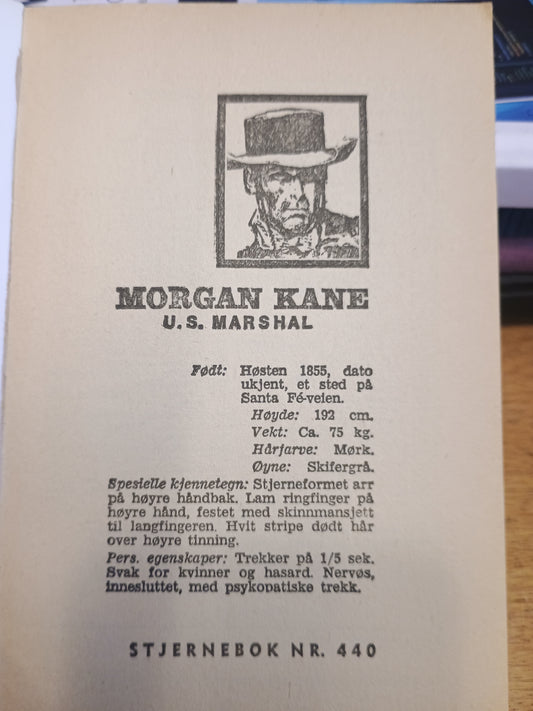 MORGAN KANE
U.S. MARSHAL
Født: Høsten 1855, dato
ukjent, et sted på
Santa Fé-veien.
Høyde: 192 cm.
Vekt: Ca. 75 kg.
Hårfarve: Mørk.
Øyne: Skifergrå.
Spesielle kjennetegn: Stjerneformet arr
på høyre håndbak. Lam ringfinger på
høyre hånd, festet med skinnmansjett
til langfingeren. Hvit stripe dødt hår
over høyre tinning.
Pers. egenskaper: Trekker på 1/5 sek.
Svak for kvinner og hasard. Nervøs,
innesluttet, med psykopatiske trekk.
STJERNEBOK NR. 440